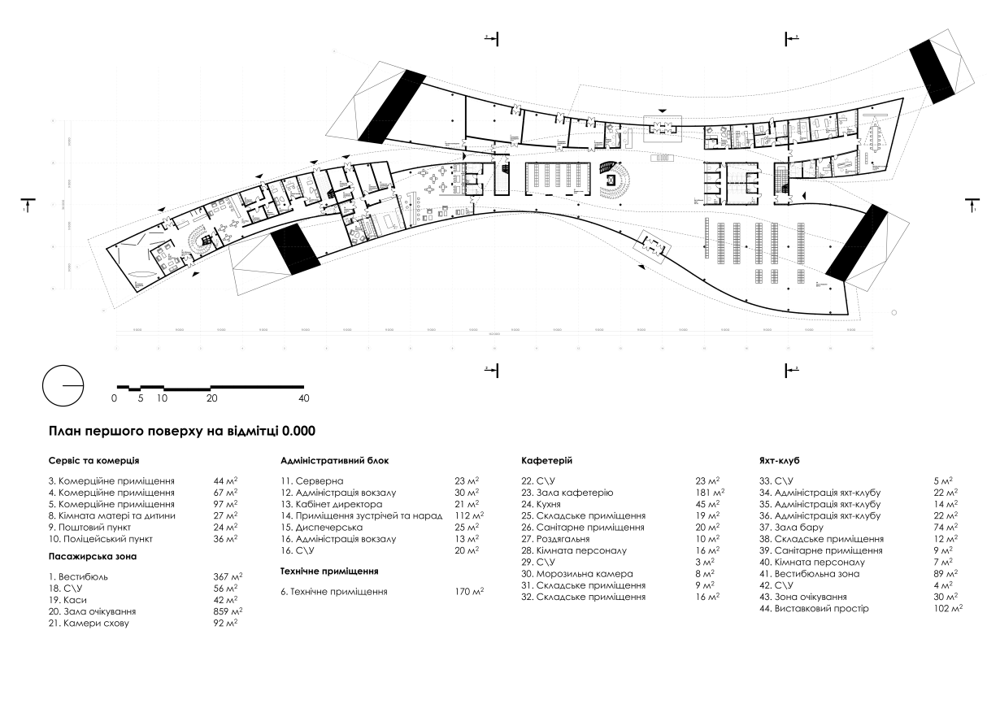 2
2
1
1
2
2
0 5 10 20 40
План першого поверху на відмітці 0.000
Сервіс та комерція
3. Комерційне приміщення 44 м²
4. Комерційне приміщення 67 м²
5. Комерційне приміщення 97 м²
8. Кімната матері та дитини 27 м²
9. Поштовий пункт 24 м²
10. Поліцейський пункт 36 м²
Пасажирська зона
1. Вестибюль 367 м²
18. С\У 56 м²
19. Каси 42 м²
20. Зала очікування 859 м²
21. Камери схову 92 м²
Адміністративний блок
11. Серверна 23 м²
12. Адміністрація вокзалу 30 м²
13. Кабінет директора 21 м²
14. Приміщення зустрічей та нарад 112 м²
15. Диспечерська 25 м²
16. Адміністрація вокзалу 13 м²
16. С\У 20 м²
Технічне приміщення
6. Технічне приміщення 170 м²
Кафетерій
22. С\У 23 м²
23. Зала кафетерію 181 м²
24. Кухня 45 м²
25. Складське приміщення 19 м²
26. Санітарне приміщення 20 м²
27. Роздягальня 10 м²
28. Кімната персоналу 16 м²
29. С\У 3 м²
30. Морозильна камера 8 м²
31. Складське приміщення 9 м²
32. Складське приміщення 16 м²
Яхт-клуб
33. С\У 5 м²
34. Адміністрація яхт-клубу 22 м²
35. Адміністрація яхт-клубу 14 м²
36. Адміністрація яхт-клубу 22 м²
37. Зала бару 74 м²
38. Складське приміщення 12 м²
39. Санітарне приміщення 9 м²
40. Кімната персоналу 7 м²
41. Вестибюльна зона 89 м²
42. С\У 4 м²
43. Зона очікування 30 м²
44. Виставковий простір 102 м²